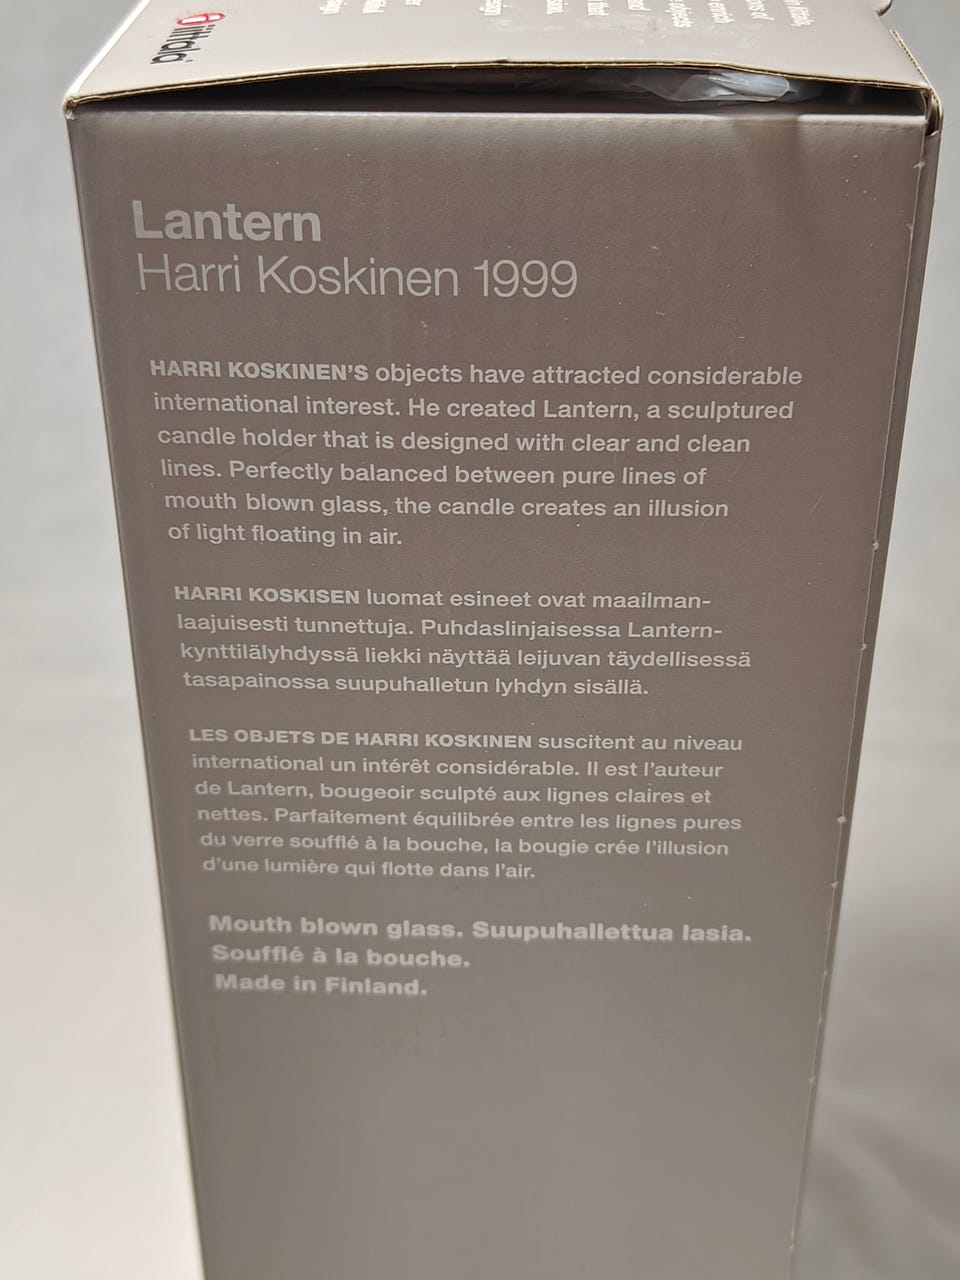 iittala
Lantern
Harri Koskinen 1999
HARRI KOSKINEN'S objects have attracted considerable
international interest. He created Lantern, a sculptured
candle holder that is designed with clear and clean
lines. Perfectly balanced between pure lines of
mouth blown glass, the candle creates an illusion
of light floating in air.
HARRI KOSKISEN luomat esineet ovat maailman-
laajuisesti tunnettuja. Puhdaslinjaisessa Lantern-
kynttilälyhdyssä liekki näyttää leijuvan täydellisessä
tasapainossa suupuhalletun lyhdyn sisällä.
LES OBJETS DE HARRI KOSKINEN suscitent au niveau
international un intérêt considérable. Il est l'auteur
de Lantern, bougeoir sculpté aux lignes claires et
nettes. Parfaitement équilibrée entre les lignes pures
du verre soufflé à la bouche, la bougie crée l'illusion
d'une lumière qui flotte dans l'air.
Mouth blown glass. Suupuhallettua lasia.
Soufflé à la bouche.
Made in Finland.